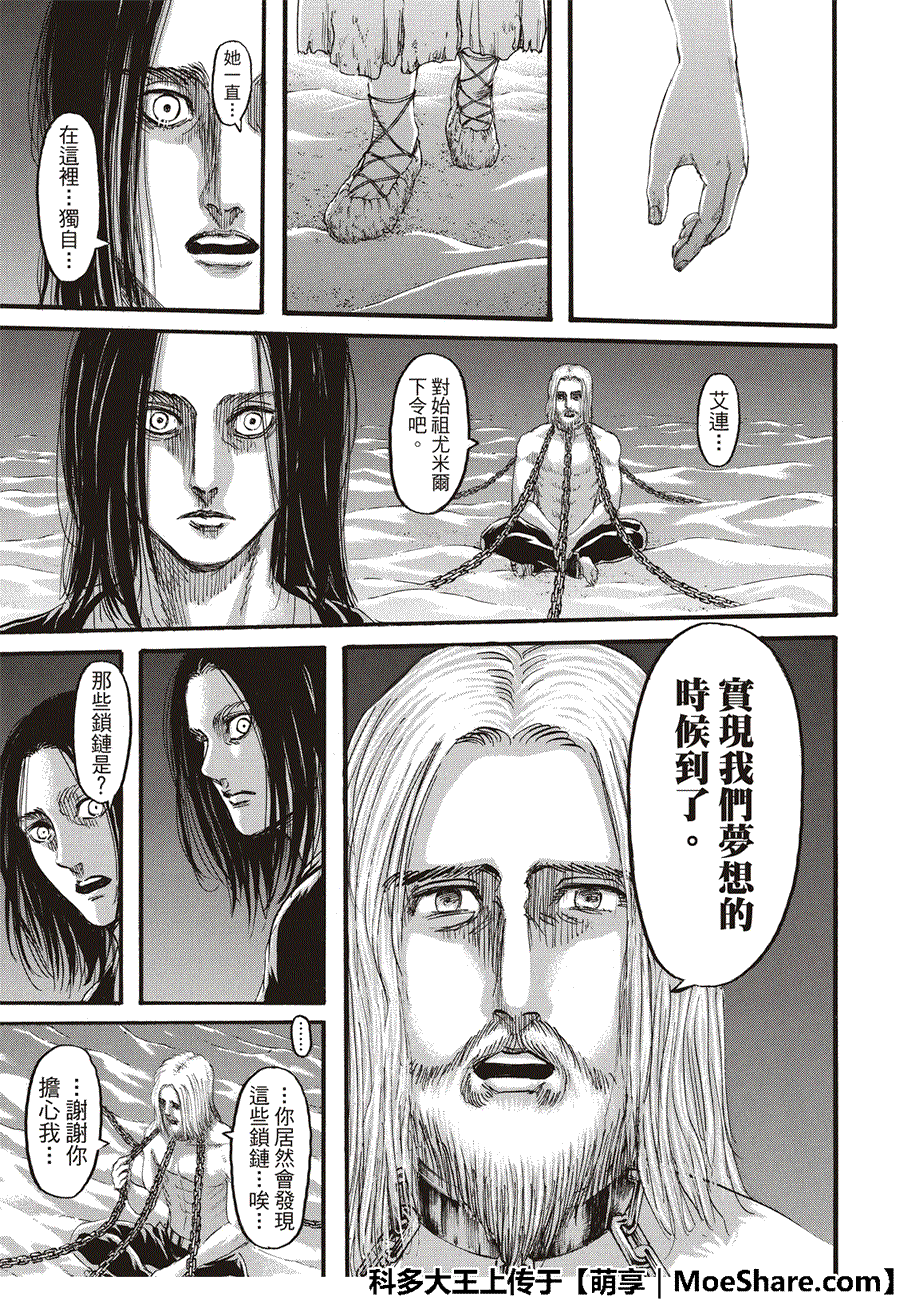 她一直…
在這裡…獨自…
艾連…
對始祖尤米爾
下令吧。
實現我們夢想的
時候到了。
那些鎖鏈是？
……
…你居然會發現
這些鎖鏈…唉…
…謝謝你
擔心我…
科多大王上传于【萌享｜MoeShare.com】